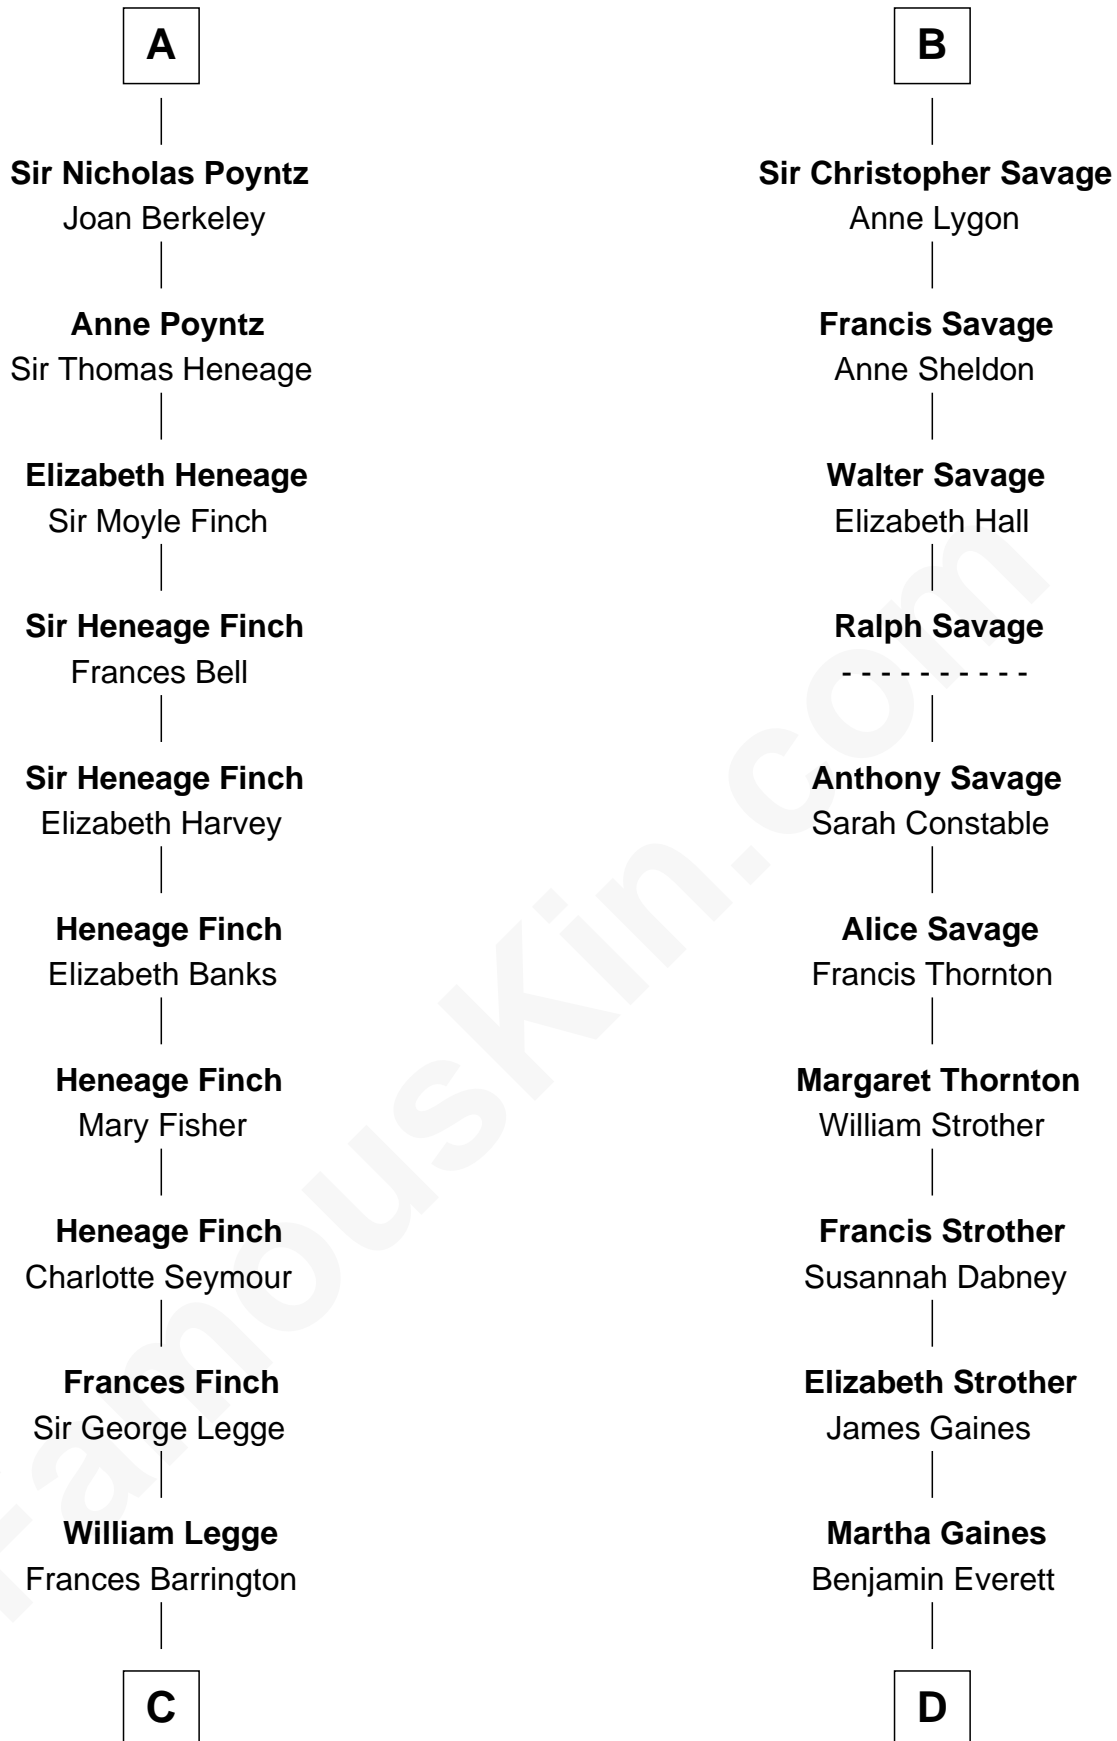 A
Sir Nicholas Poyntz
Joan Berkeley
Anne Poyntz
Sir Thomas Heneage
Elizabeth Heneage
Sir Moyle Finch
Sir Heneage Finch
Frances Bell
Sir Heneage Finch
Elizabeth Harvey
Heneage Finch
Elizabeth Banks
Heneage Finch
Mary Fisher
Heneage Finch
Charlotte Seymour
Frances Finch
Sir George Legge
William Legge
Frances Barrington
C
B
Sir Christopher Savage
Anne Lygon
Francis Savage
Anne Sheldon
Walter Savage
Elizabeth Hall
Ralph Savage
- - - - - - - - - -
Anthony Savage
Sarah Constable
Alice Savage
Francis Thornton
Margaret Thornton
William Strother
Francis Strother
Susannah Dabney
Elizabeth Strother
James Gaines
Martha Gaines
Benjamin Everett
D
FamousKin.com